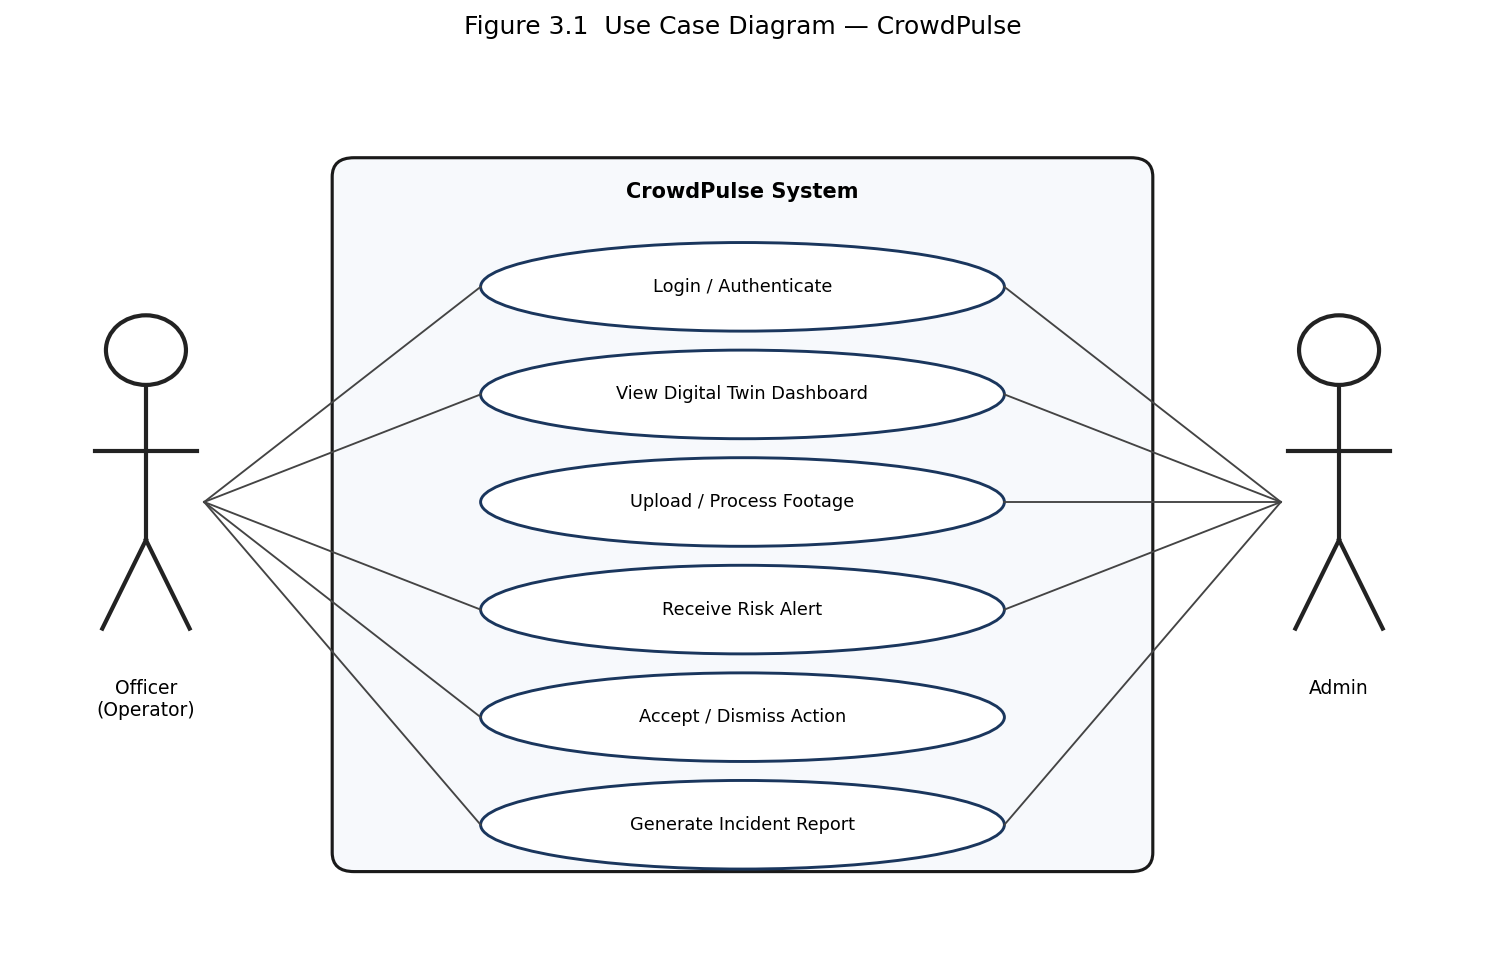 Figure 3.1  Use Case Diagram — CrowdPulse
CrowdPulse System
Login / Authenticate
View Digital Twin Dashboard
Upload / Process Footage
Receive Risk Alert
Accept / Dismiss Action
Generate Incident Report
Officer
(Operator)
Admin